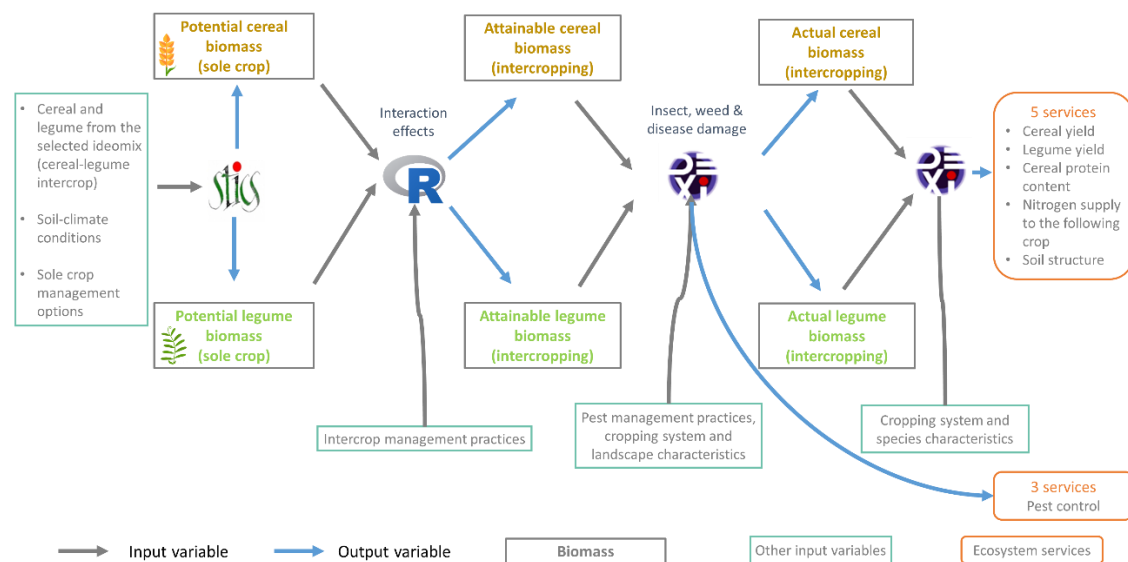 Potential cereal
biomass
(sole crop)
Attainable cereal
biomass
(intercropping)
Actual cereal
biomass
(intercropping)
• Cereal and
legume from the
selected ideomix
(cereal-legume
intercrop)
• Soil-climate
conditions
• Sole crop
management
options
stics
Interaction
effects
R
Insect, weed &
disease damage
DEXi
DEXi
5 services
• Cereal yield
• Legume yield
• Cereal protein
content
• Nitrogen supply
to the following
crop
• Soil structure
Potential legume
biomass
(sole crop)
Attainable legume
biomass
(intercropping)
Actual legume
biomass
(intercropping)
Intercrop management practices
Pest management practices,
cropping system and
landscape characteristics
Cropping system and
species characteristics
3 services
Pest control
Input variable
Output variable
Biomass
Other input variables
Ecosystem services